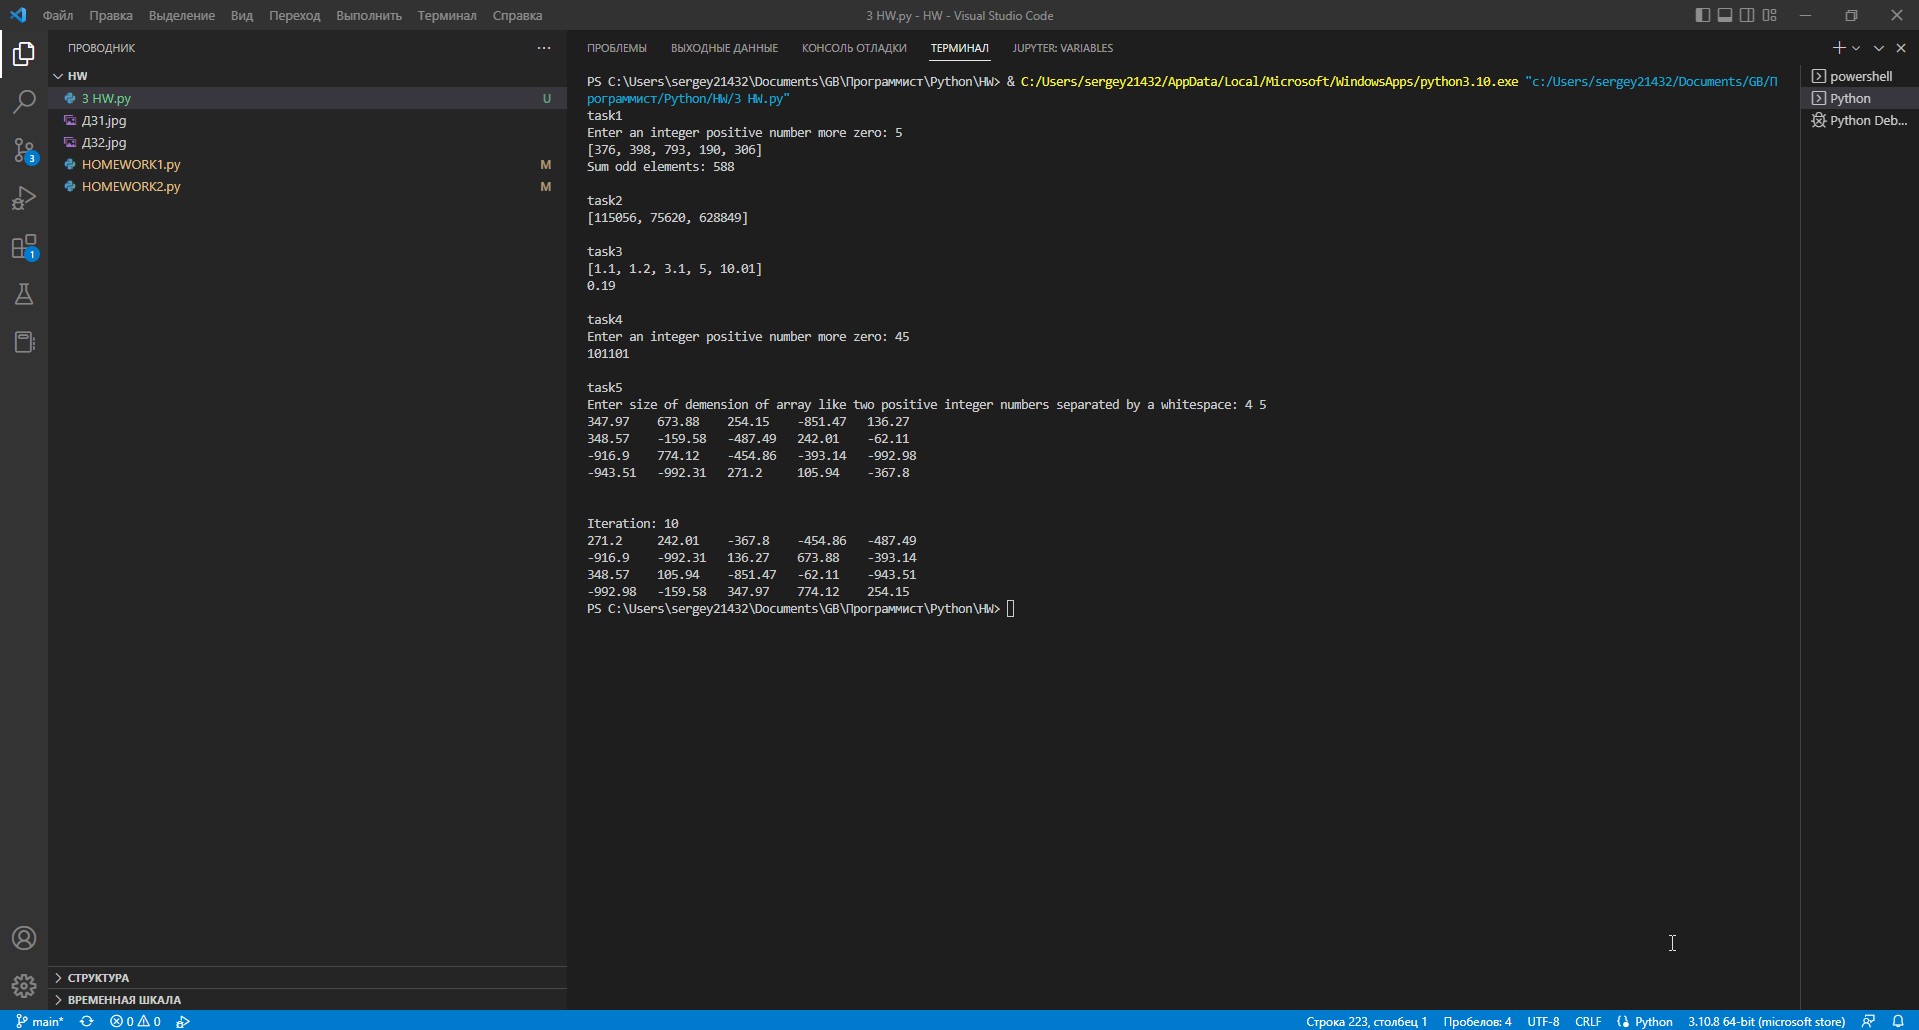 Файл Правка Выделение Вид Переход Выполнить Терминал Справка
3 HW.py - HW - Visual Studio Code
ПРОВОДНИК
HW
3 HW.py U
ДЗ1.jpg
ДЗ2.jpg
HOMEWORK1.py M
HOMEWORK2.py M
3
1
СТРУКТУРА
ВРЕМЕННАЯ ШКАЛА
ПРОБЛЕМЫ ВЫХОДНЫЕ ДАННЫЕ КОНСОЛЬ ОТЛАДКИ ТЕРМИНАЛ JUPYTER: VARIABLES
PS C:\Users\sergey21432\Documents\GB\Программист\Python\HW> & C:/Users/sergey21432/AppData/Local/Microsoft/WindowsApps/python3.10.exe "c:/Users/sergey21432/Documents/GB/П
рограммист/Python/HW/3 HW.py"
task1
Enter an integer positive number more zero: 5
[376, 398, 793, 190, 306]
Sum odd elements: 588
task2
[115056, 75620, 628849]
task3
[1.1, 1.2, 3.1, 5, 10.01]
0.19
task4
Enter an integer positive number more zero: 45
101101
task5
Enter size of demension of array like two positive integer numbers separated by a whitespace: 4 5
347.97 673.88 254.15 -851.47 136.27
348.57 -159.58 -487.49 242.01 -62.11
-916.9 774.12 -454.86 -393.14 -992.98
-943.51 -992.31 271.2 105.94 -367.8
Iteration: 10
271.2 242.01 -367.8 -454.86 -487.49
-916.9 -992.31 136.27 673.88 -393.14
348.57 105.94 -851.47 -62.11 -943.51
-992.98 -159.58 347.97 774.12 254.15
PS C:\Users\sergey21432\Documents\GB\Программист\Python\HW>
powershell
Python
Python Deb...
main* 0 0
Строка 223, столбец 1 Пробелов: 4 UTF-8 CRLF Python 3.10.8 64-bit (microsoft store)